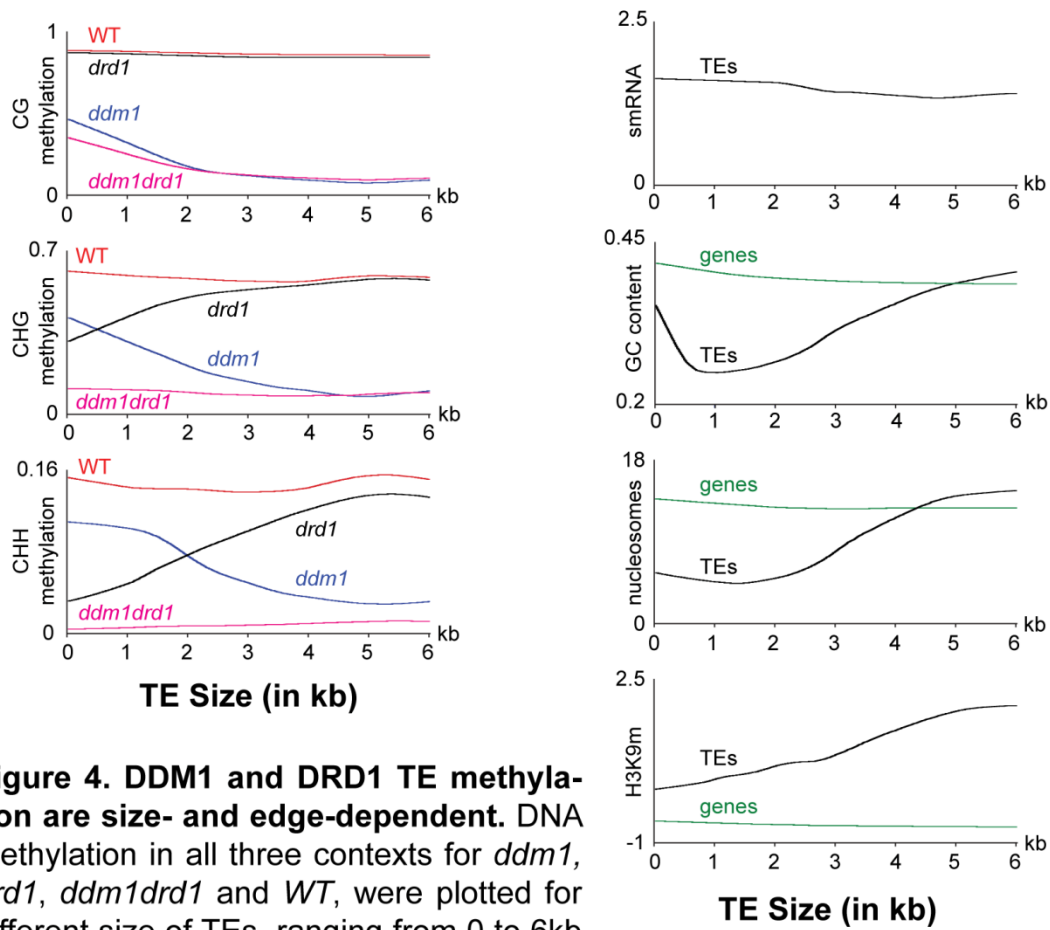 1
WT
drd1
ddm1
ddm1drd1
CG
methylation
0
kb
0 1 2 3 4 5 6
0.7
WT
drd1
ddm1
ddm1drd1
CHG
methylation
0
kb
0 1 2 3 4 5 6
0.16
WT
drd1
ddm1
ddm1drd1
CHH
methylation
0
kb
0 1 2 3 4 5 6
TE Size (in kb)
igure 4. DDM1 and DRD1 TE methyla-
on are size- and edge-dependent. DNA
ethylation in all three contexts for ddm1,
rd1, ddm1drd1 and WT, were plotted for
fferent size of TEs, ranging from 0 to 6kb
2.5
TEs
smRNA
0
kb
0 1 2 3 4 5 6
0.45
genes
TEs
GC content
0.2
kb
0 1 2 3 4 5 6
18
genes
TEs
nucleosomes
0
kb
0 1 2 3 4 5 6
2.5
TEs
genes
H3K9m
-1
kb
0 1 2 3 4 5 6
TE Size (in kb)